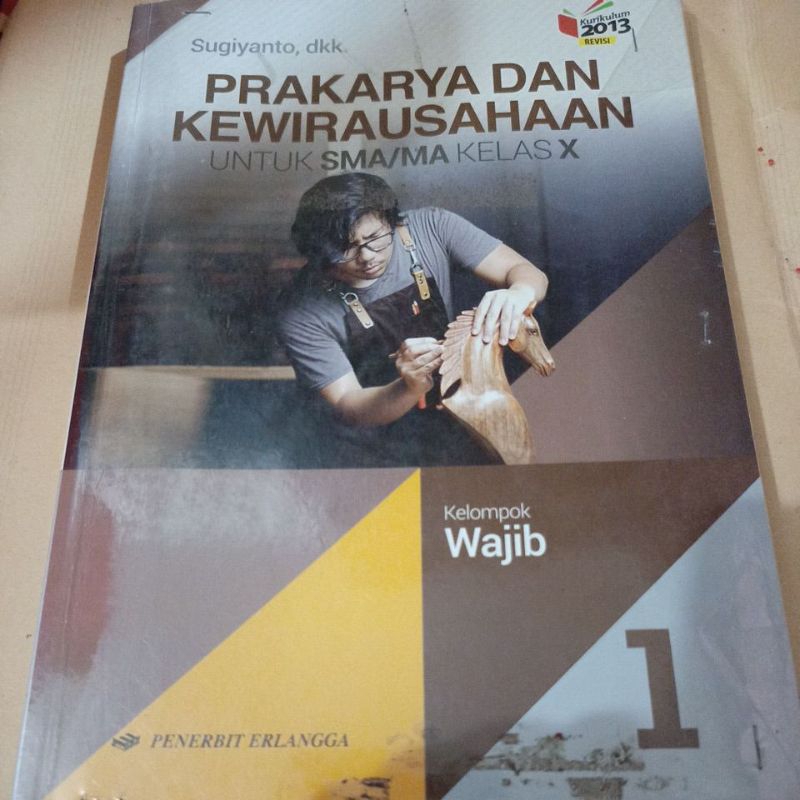 Sugiyanto, dkk.
Kurikulum
2013
REVISI
PRAKARYA DAN
KEWIRAUSAHAAN
UNTUK SMA/MA KELAS X
Kelompok
Wajib
1
PENERBIT ERLANGGA